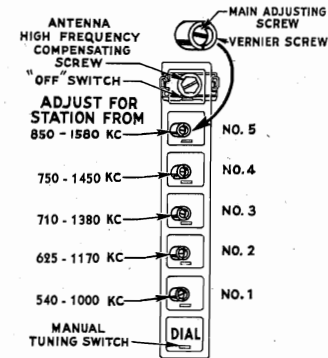 ANTENNA
HIGH FREQUENCY
COMPENSATING
SCREW
"OFF" SWITCH
MAIN ADJUSTING
SCREW
VERNIER SCREW
ADJUST FOR
STATION FROM
850 - 1580 KC
NO. 5
750 - 1450 KC
NO. 4
710 - 1380 KC
NO. 3
625 - 1170 KC
NO. 2
540 - 1000 KC
NO. 1
MANUAL
TUNING SWITCH
DIAL